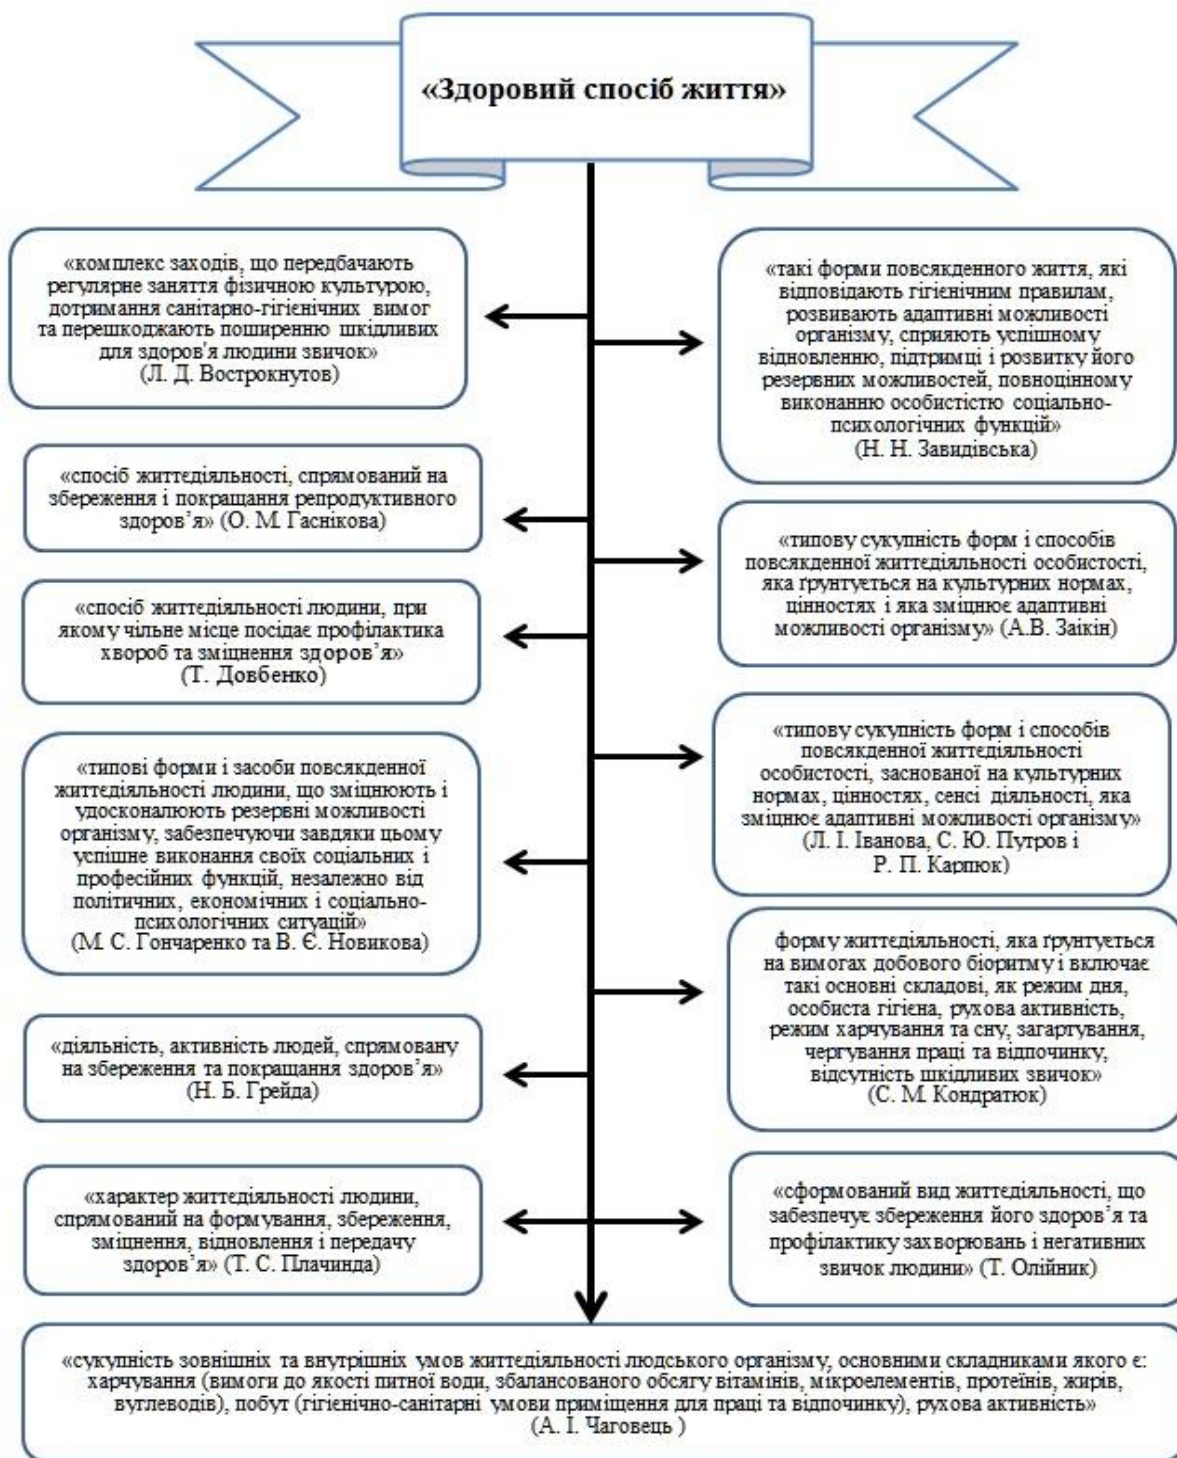 «Здоровий спосіб життя»
«комплекс заходів, що передбачають
регулярне заняття фізичною культурою,
дотримання санітарно-гігієнічних вимог
та перешкоджають поширенню шкідливих
для здоров'я людини звичок»
(Л. Д. Вострокнутов)
«такі форми повсякденного життя, які
відповідають гігієнічним правилам,
розвивають адаптивні можливості
організму, сприяють успішному
відновленню, підтримці і розвитку його
резервних можливостей, повноцінному
виконанню особистістю соціально-
психологічних функцій»
(Н. Н. Завидівська)
«спосіб життєдіяльності, спрямований на
збереження і покращання репродуктивного
здоров’я» (О. М. Гаснікова)
«типову сукупність форм і способів
повсякденної життєдіяльності особистості,
яка ґрунтується на культурних нормах,
цінностях і яка зміцнює адаптивні
можливості організму» (А.В. Заікін)
«спосіб життєдіяльності людини, при
якому чільне місце посідає профілактика
хвороб та зміцнення здоров’я»
(Т. Довбенко)
«типову сукупність форм і способів
повсякденної життєдіяльності
особистості, заснованої на культурних
нормах, цінностях, сенсі діяльності, яка
зміцнює адаптивні можливості організму»
(Л. І. Іванова, С. Ю. Путров і
Р. П. Карпюк)
«типові форми і засоби повсякденної
життєдіяльності людини, що зміцнюють і
удосконалюють резервні можливості
організму, забезпечуючи завдяки цьому
успішне виконання своїх соціальних і
професійних функцій, незалежно від
політичних, економічних і соціально-
психологічних ситуацій»
(М. С. Гончаренко та В. Є. Новикова)
форму життєдіяльності, яка ґрунтується
на вимогах добового біоритму і включає
такі основні складові, як режим дня,
особиста гігієна, рухова активність,
режим харчування та сну, загартування,
чергування праці та відпочинку,
відсутність шкідливих звичок»
(С. М. Кондратюк)
«діяльність, активність людей, спрямовану
на збереження та покращання здоров’я»
(Н. Б. Грейда)
«характер життєдіяльності людини,
спрямований на формування, збереження,
зміцнення, відновлення і передачу
здоров’я» (Т. С. Плачинда)
«сформований вид життєдіяльності, що
забезпечує збереження його здоров’я та
профілактику захворювань і негативних
звичок людини» (Т. Олійник)
«сукупність зовнішніх та внутрішніх умов життєдіяльності людського організму, основними складниками якого є:
харчування (вимоги до якості питної води, збалансованого обсягу вітамінів, мікроелементів, протеїнів, жирів,
вуглеводів), побут (гігієнічно-санітарні умови приміщення для праці та відпочинку), рухова активність»
(А. І. Чаговець )